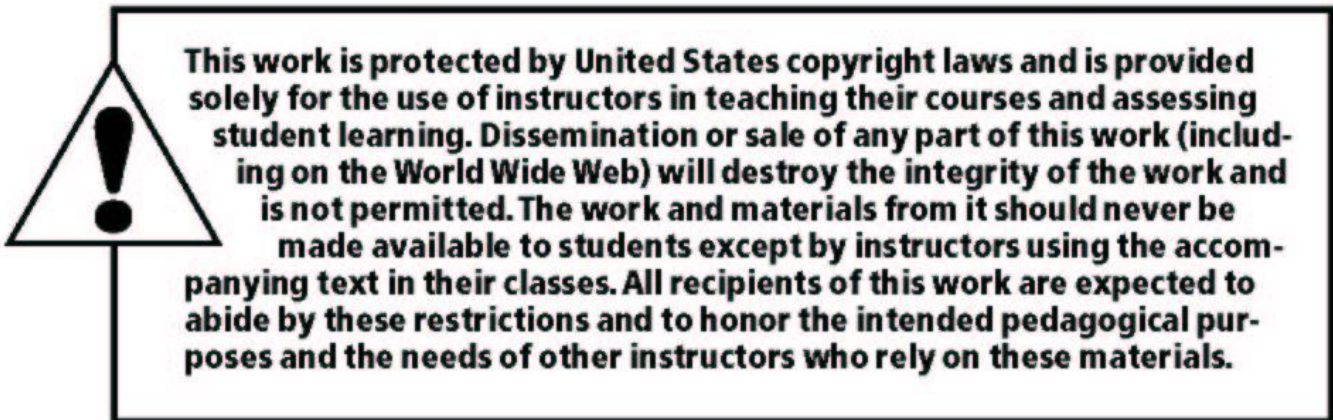 This work is protected by United States copyright laws and is provided
solely for the use of instructors in teaching their courses and assessing
student learning. Dissemination or sale of any part of this work (includ-
ing on the World Wide Web) will destroy the integrity of the work and
is not permitted. The work and materials from it should never be
made available to students except by instructors using the accom-
panying text in their classes. All recipients of this work are expected to
abide by these restrictions and to honor the intended pedagogical pur-
poses and the needs of other instructors who rely on these materials.